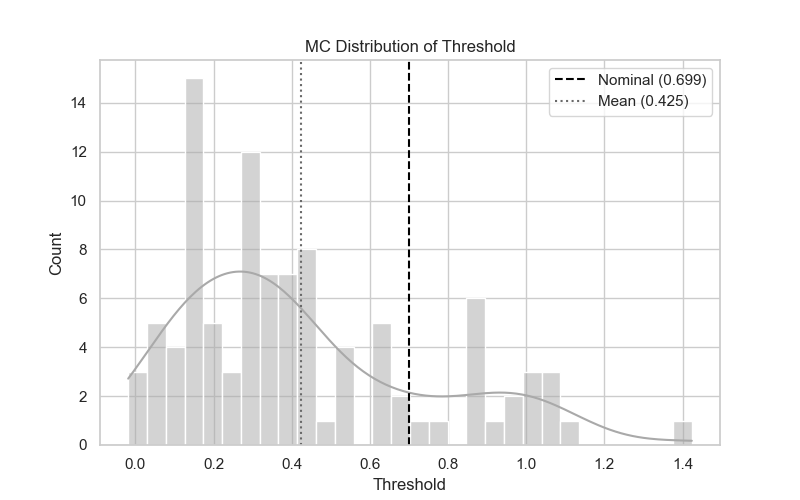 MC Distribution of Threshold
Nominal (0.699)
Mean (0.425)
Count
14
12
10
8
6
4
2
0
0.0 0.2 0.4 0.6 0.8 1.0 1.2 1.4
Threshold